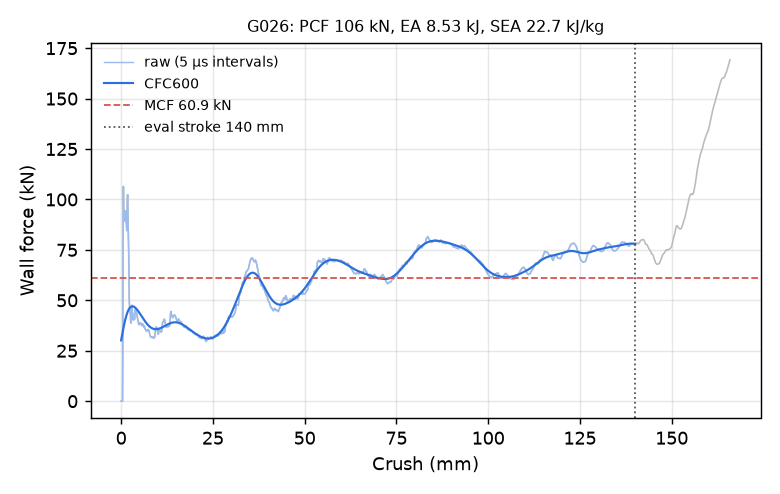 G026: PCF 106 kN, EA 8.53 kJ, SEA 22.7 kJ/kg
175
150
125
100
75
50
25
0
Wall force (kN)
raw (5 µs intervals)
CFC600
MCF 60.9 kN
eval stroke 140 mm
0 25 50 75 100 125 150
Crush (mm)